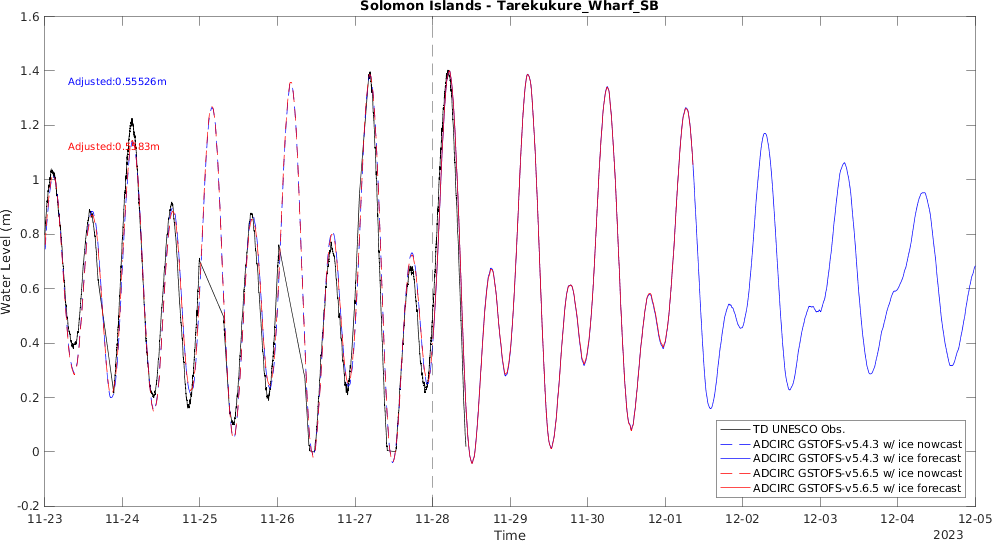 Solomon Islands - Tarekukure_Wharf_SB
1.6
1.4
1.2
1
0.8
0.6
0.4
0.2
0
-0.2
Water Level (m)
Adjusted:0.55526m
TD UNESCO Obs.
ADCIRC GSTOFS-v5.4.3 w/ ice nowcast
ADCIRC GSTOFS-v5.4.3 w/ ice forecast
ADCIRC GSTOFS-v5.6.5 w/ ice nowcast
ADCIRC GSTOFS-v5.6.5 w/ ice forecast
11-23 11-24 11-25 11-26 11-27 11-28 11-29 11-30 12-01 12-02 12-03 12-04 12-05
Time
2023